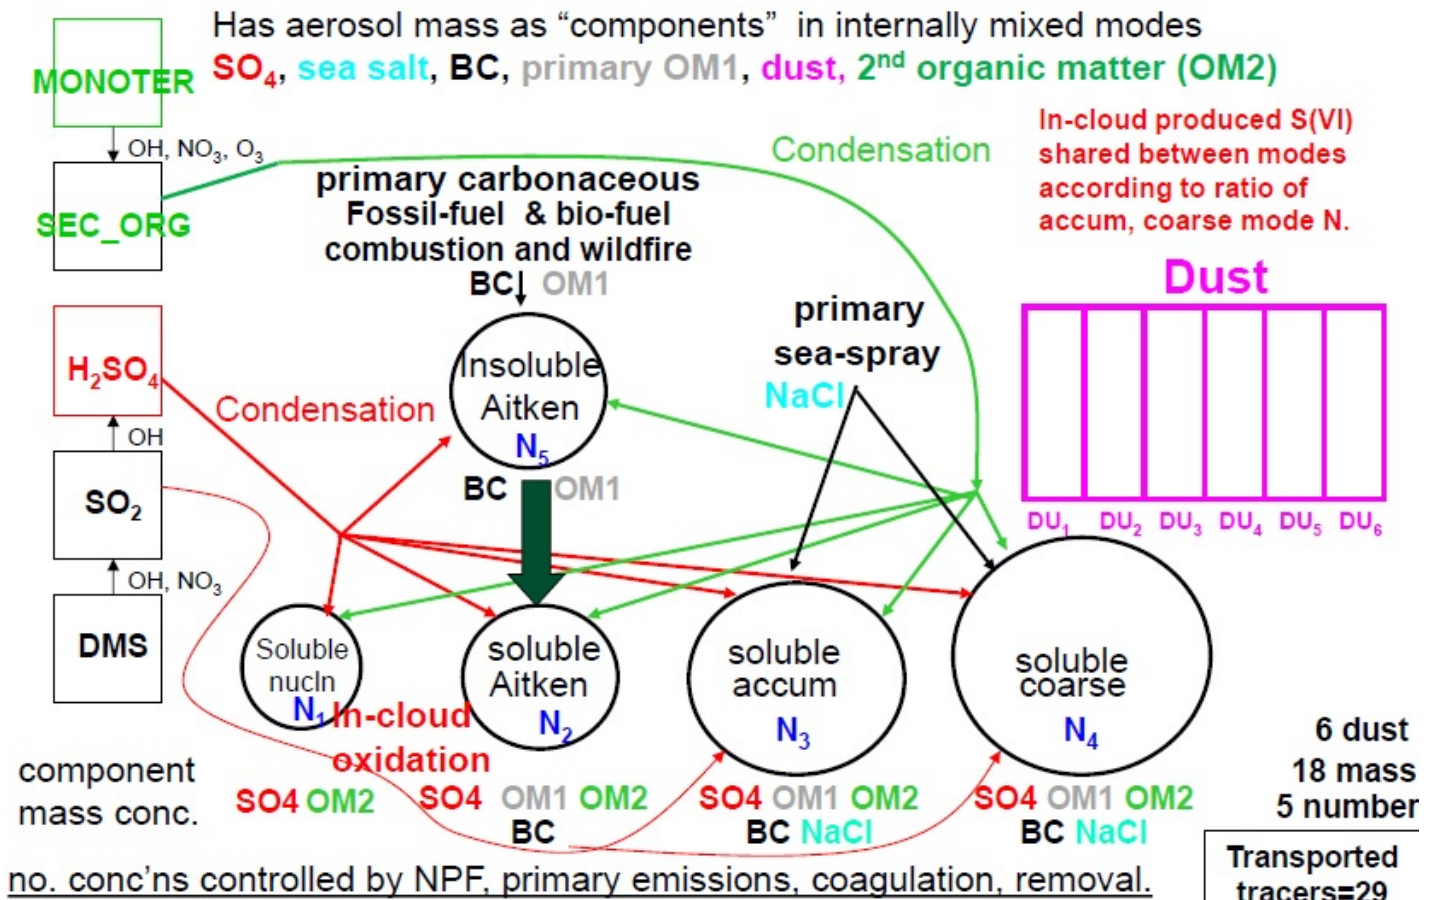 Has aerosol mass as “components” in internally mixed modes
SO4, sea salt, BC, primary OM1, dust, 2nd organic matter (OM2)
MONOTER
OH, NO3, O3
SEC_ORG
Condensation
In-cloud produced S(VI)
shared between modes
according to ratio of
accum, coarse mode N.
primary carbonaceous
Fossil-fuel & bio-fuel
combustion and wildfire
BC OM1
Dust
primary
sea-spray
NaCl
H2SO4
Condensation
Insoluble
Aitken
N5
OH
BC OM1
SO2
DU1 DU2 DU3 DU4 DU5 DU6
OH, NO3
DMS
Soluble
nucln
N1
soluble
Aitken
N2
soluble
accum
N3
soluble
coarse
N4
In-cloud
oxidation
6 dust
18 mass
5 number
component
mass conc.
SO4 OM2
SO4 OM1 OM2
BC
SO4 OM1 OM2
BC NaCl
SO4 OM1 OM2
BC NaCl
no. conc'ns controlled by NPF, primary emissions, coagulation, removal.
Transported
tracers=29